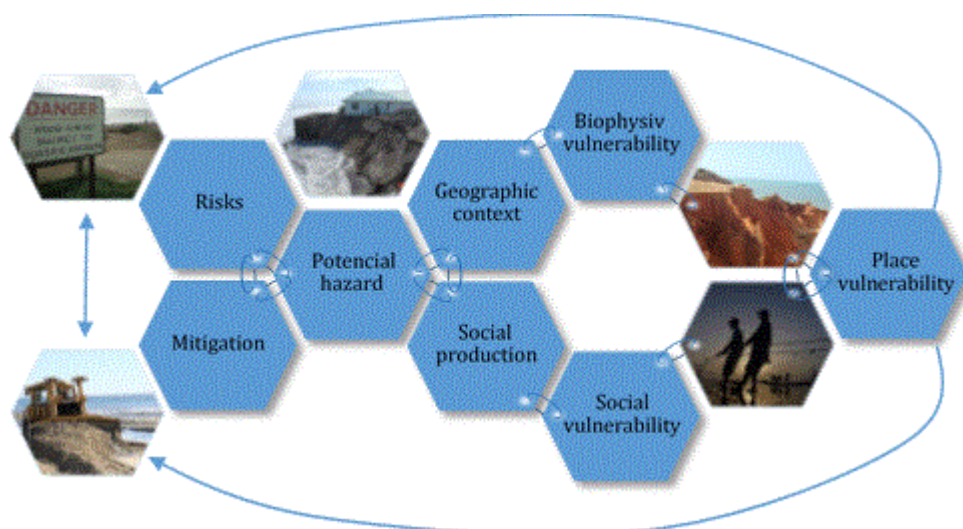 DANGER
Risks
Mitigation
Potencial
hazard
Geographic
context
Social
production
Biophysiv
vulnerability
Social
vulnerability
Place
vulnerability